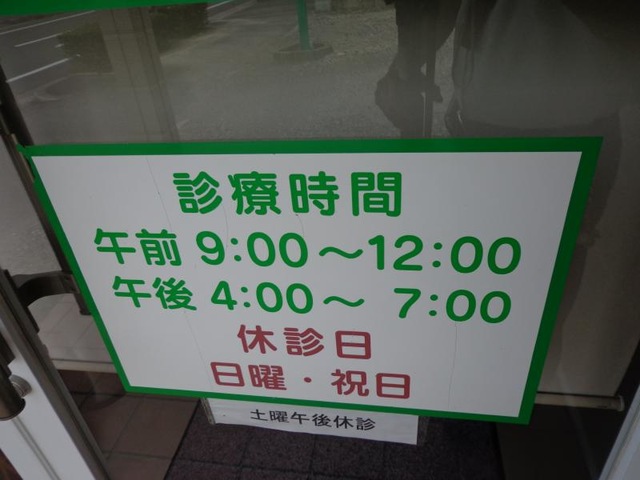 診療時間
午前 9:00～12:00
午後 4:00～ 7:00
休診日
日曜・祝日
土曜午後休診